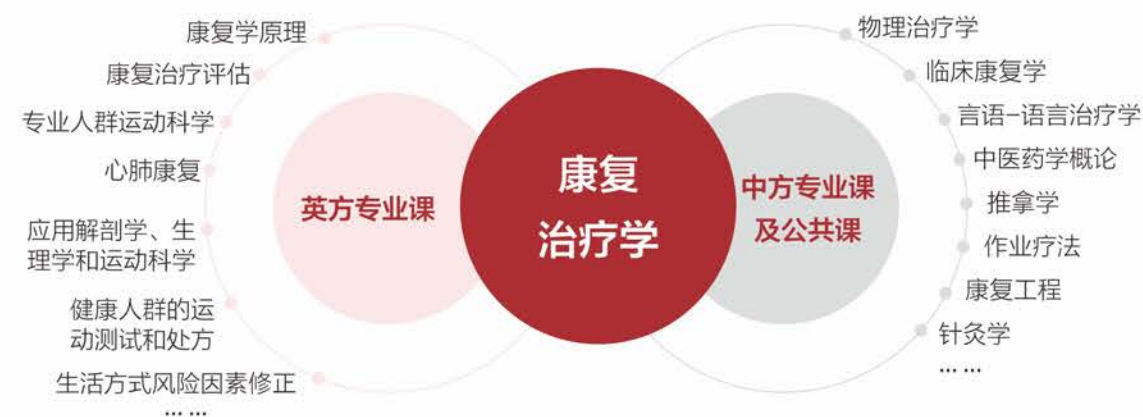 康复学原理
康复治疗评估
专业人群运动科学
心肺康复
应用解剖学、生
理学和运动科学
健康人群的运
动测试和处方
生活方式风险因素修正
... ...
英方专业课
康复
治疗学
中方专业课
及公共课
物理治疗学
临床康复学
言语-语言治疗学
中医药学概论
推拿学
作业疗法
康复工程
针灸学
... ...